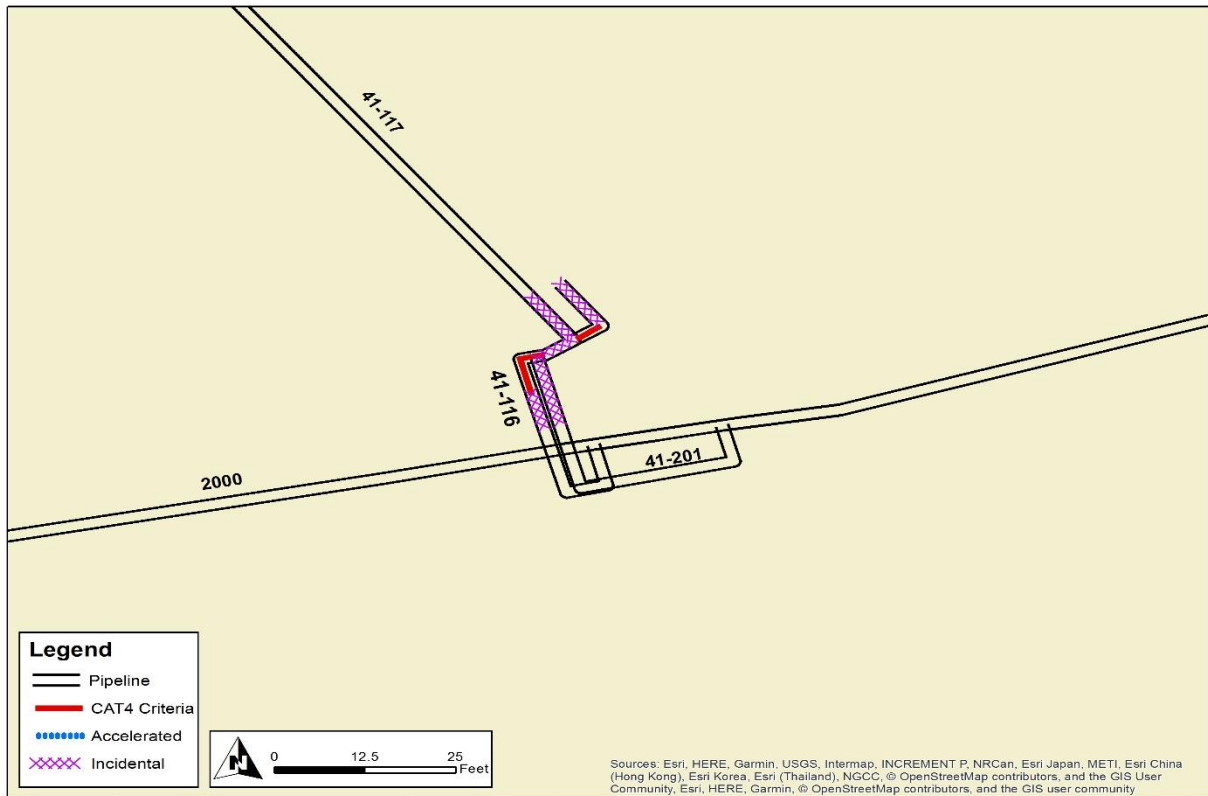 41-117
41-116
41-201
2000
Legend
Pipeline
CAT4 Criteria
Accelerated
Incidental
N
0 12.5 25
Feet
Sources: Esri, HERE, Garmin, USGS, Intermap, INCREMENT P, NRCan, Esri Japan, METI, Esri China
(Hong Kong), Esri Korea, Esri (Thailand), NGCC, © OpenStreetMap contributors, and the GIS User
Community, Esri, HERE, Garmin, © OpenStreetMap contributors, and the GIS user community